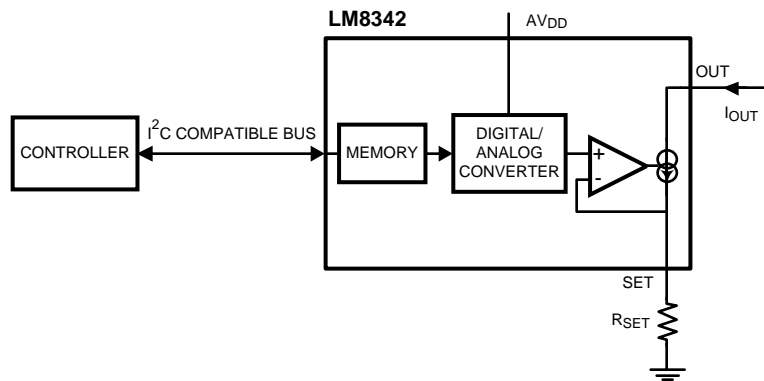 LM8342
AVDD
OUT
IOUT
I2C COMPATIBLE BUS
CONTROLLER
MEMORY
DIGITAL/
ANALOG
CONVERTER
+
-
SET
RSET